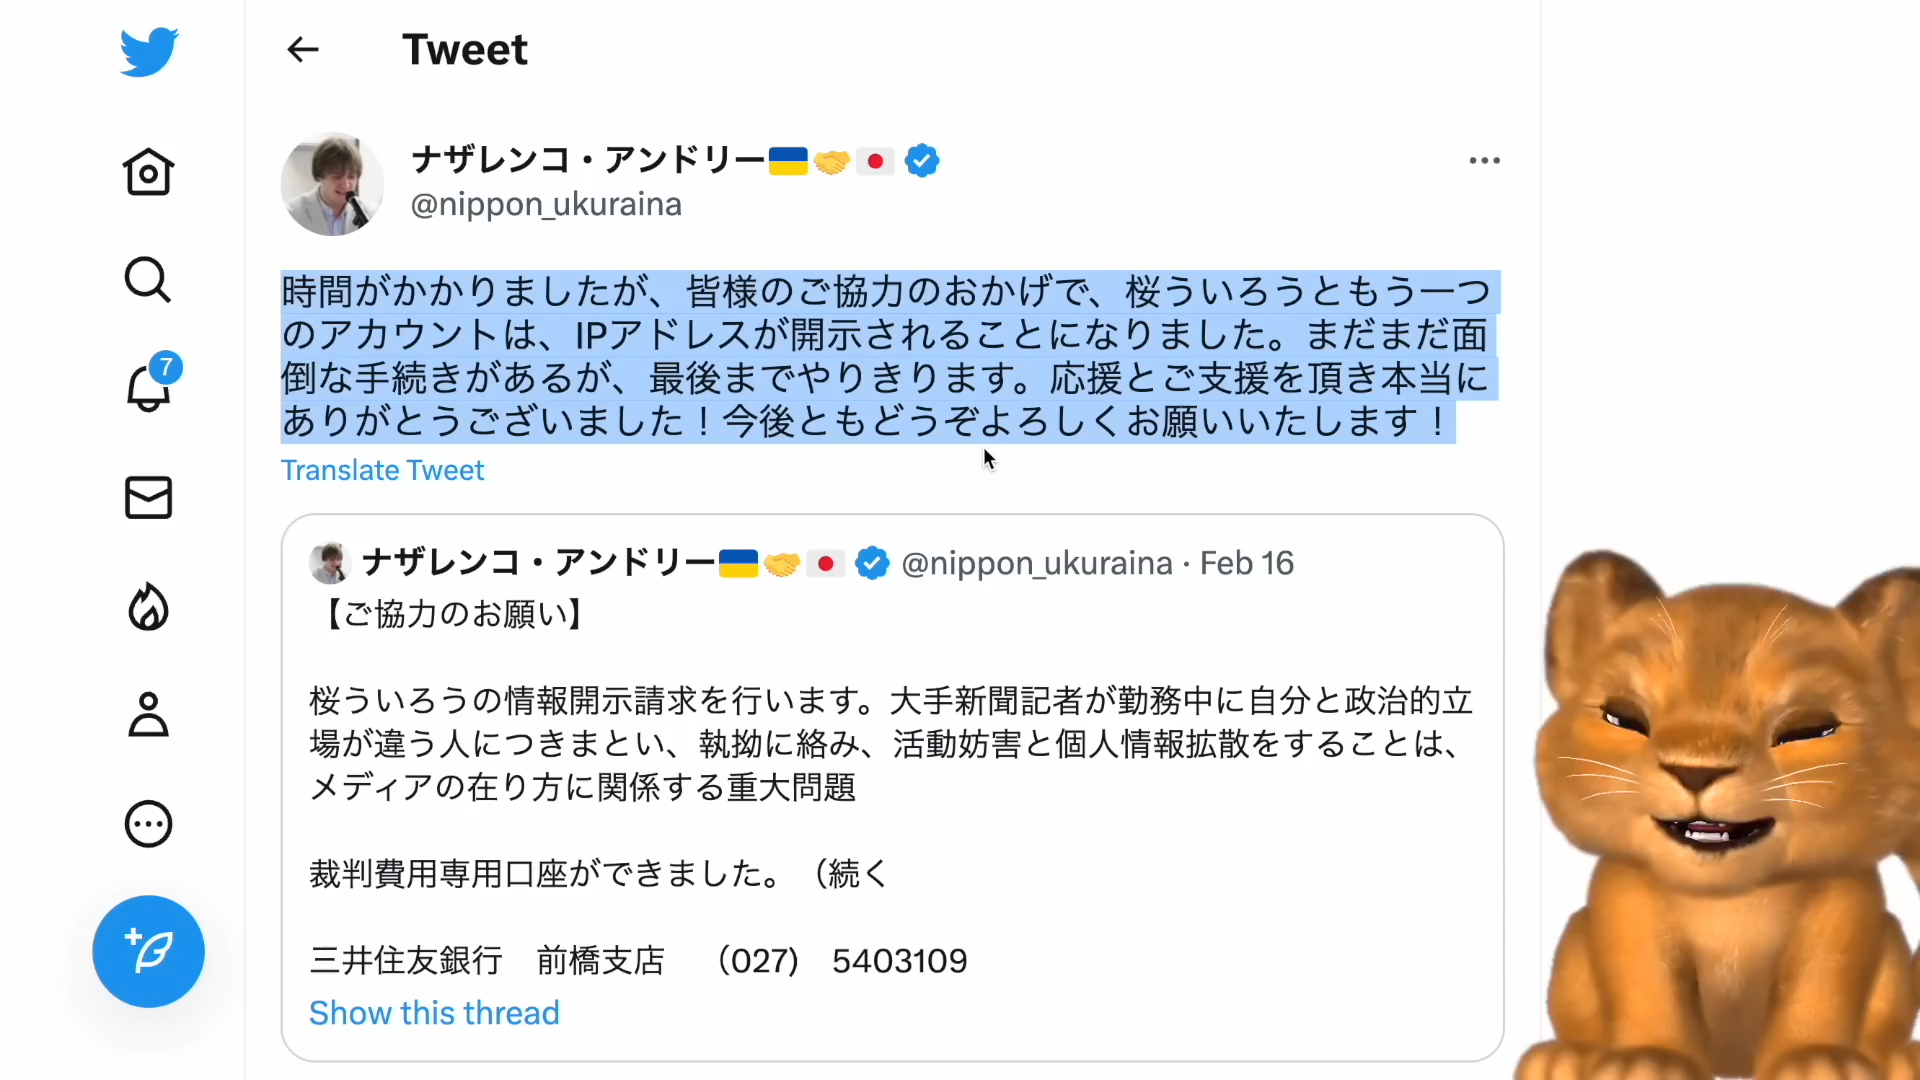 Tweet
ナザレンコ・アンドリー🇺🇦🤝🇯🇵
@nippon_ukuraina
時間がかかりましたが、皆様のご協力のおかげで、桜ういろうともう一つ
のアカウントは、IPアドレスが開示されることになりました。まだまだ面
倒な手続きがあるが、最後までやりきります。応援とご支援を頂き本当に
ありがとうございました！今後ともどうぞよろしくお願いいたします！
Translate Tweet
7
ナザレンコ・アンドリー🇺🇦🤝🇯🇵 @nippon_ukuraina · Feb 16
【ご協力のお願い】
桜ういろうの情報開示請求を行います。大手新聞記者が勤務中に自分と政治的立
場が違う人につきまとい、執拗に絡み、活動妨害と個人情報拡散をすることは、
メディアの在り方に関係する重大問題
裁判費用専用口座ができました。（続く
三井住友銀行　前橋支店　（027）　5403109
Show this thread